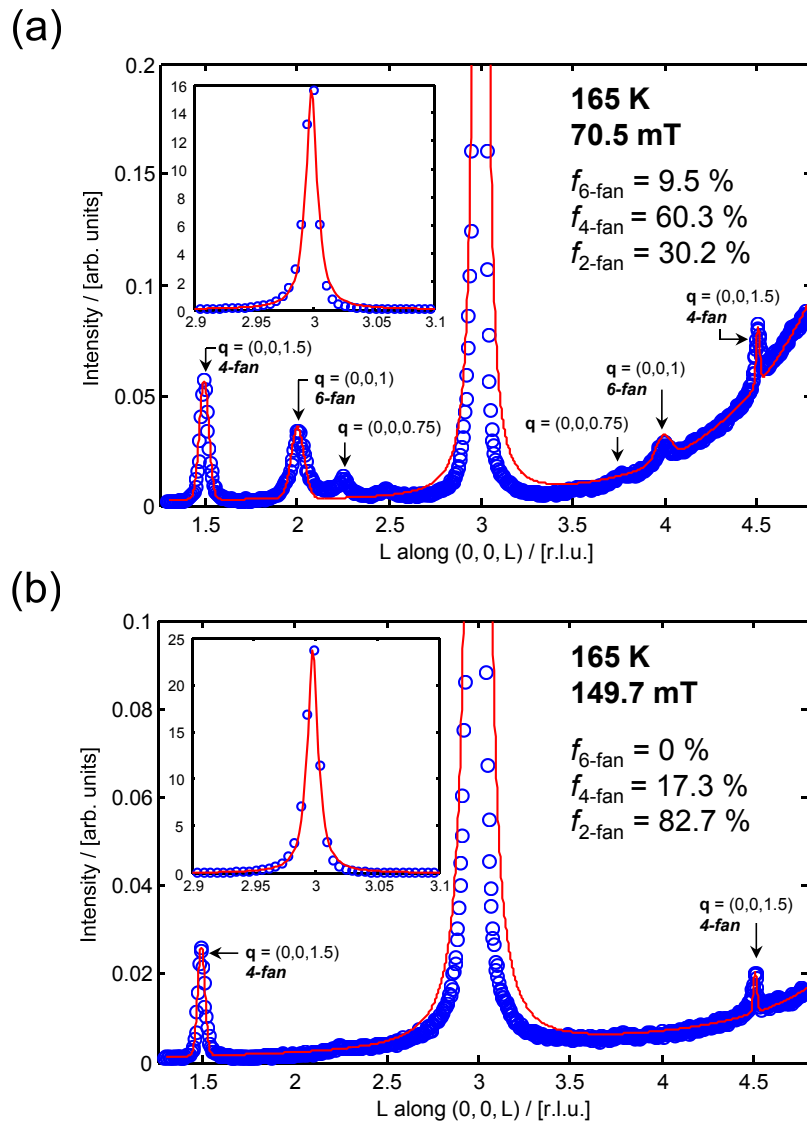 (a)
165 K
70.5 mT
f6-fan = 9.5 %
f4-fan = 60.3 %
f2-fan = 30.2 %
q = (0,0,1.5)
4-fan
q = (0,0,1)
6-fan
q = (0,0,0.75)
q = (0,0,0.75)
q = (0,0,1)
6-fan
q = (0,0,1.5)
4-fan
16
14
12
10
8
6
4
2
0
2.9 2.95 3 3.05 3.1
0.2
0.15
0.1
0.05
0
Intensity / [arb. units]
1.5 2 2.5 3 3.5 4 4.5
L along (0, 0, L) / [r.l.u.]
(b)
165 K
149.7 mT
f6-fan = 0 %
f4-fan = 17.3 %
f2-fan = 82.7 %
q = (0,0,1.5)
4-fan
q = (0,0,1.5)
4-fan
25
20
15
10
5
0
2.9 2.95 3 3.05 3.1
0.1
0.08
0.06
0.04
0.02
0
Intensity / [arb. units]
1.5 2 2.5 3 3.5 4 4.5
L along (0, 0, L) / [r.l.u.]